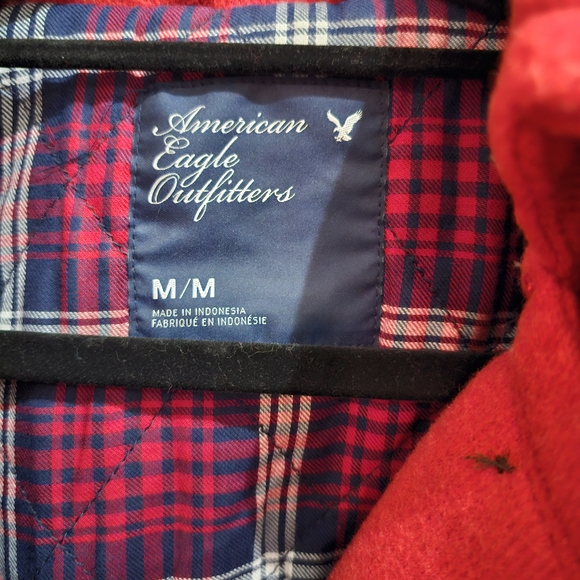 American
Eagle
Outfitters
M/M
MADE IN INDONESIA
FABRIQUÉ EN INDONÉSIE